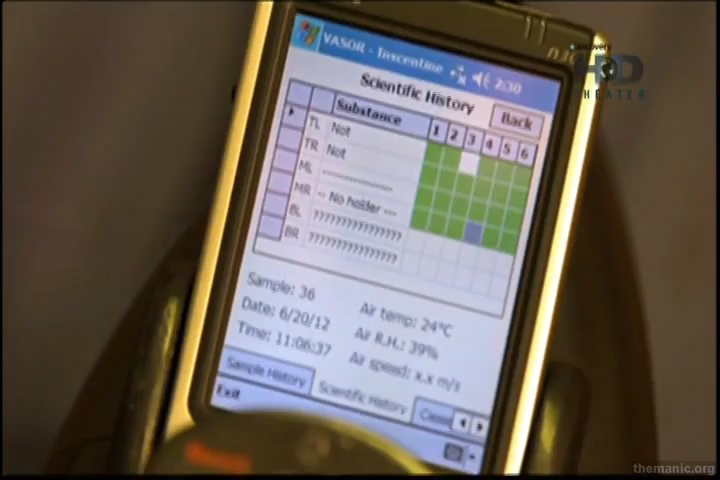 VASOR - Inscentine 2:30
Scientific History
Back
Substance 1 2 3 4 5 6
TL Not
TR Not
ML ---------------
MR -- No holder ---
BL ???????????????
BR ???????????????
Sample: 36
Air temp: 24°C
Date: 6/20/12
Air R.H.: 39%
Time: 11:06:37
Air speed: x.x m/s
Sample History
Scientific History
Exit
Discovery
HD
THEATER
themanic.org